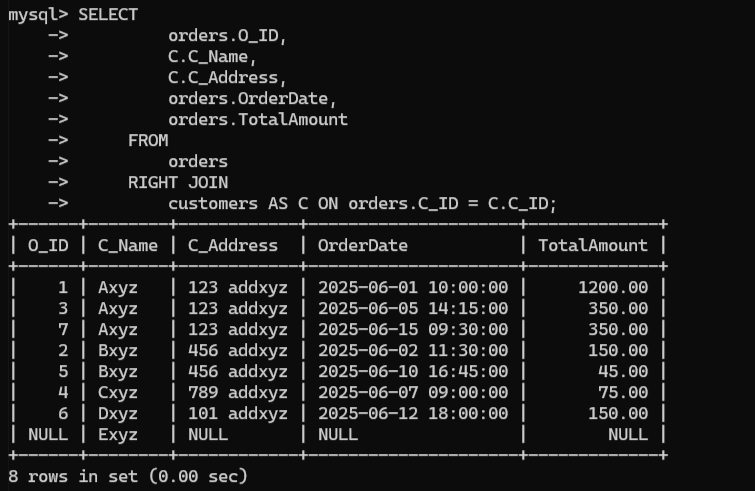 mysql> SELECT
    ->          orders.O_ID,
    ->          C.C_Name,
    ->          C.C_Address,
    ->          orders.OrderDate,
    ->          orders.TotalAmount
    ->      FROM
    ->          orders
    ->      RIGHT JOIN
    ->          customers AS C ON orders.C_ID = C.C_ID;
+------+--------+------------+---------------------+-------------+
| O_ID | C_Name | C_Address  | OrderDate           | TotalAmount |
+------+--------+------------+---------------------+-------------+
|    1 | Axyz   | 123 addxyz | 2025-06-01 10:00:00 |     1200.00 |
|    3 | Axyz   | 123 addxyz | 2025-06-05 14:15:00 |      350.00 |
|    7 | Axyz   | 123 addxyz | 2025-06-15 09:30:00 |      350.00 |
|    2 | Bxyz   | 456 addxyz | 2025-06-02 11:30:00 |      150.00 |
|    5 | Bxyz   | 456 addxyz | 2025-06-10 16:45:00 |       45.00 |
|    4 | Cxyz   | 789 addxyz | 2025-06-07 09:00:00 |       75.00 |
|    6 | Dxyz   | 101 addxyz | 2025-06-12 18:00:00 |      150.00 |
| NULL | Exyz   | NULL       | NULL                |        NULL |
+------+--------+------------+---------------------+-------------+
8 rows in set (0.00 sec)